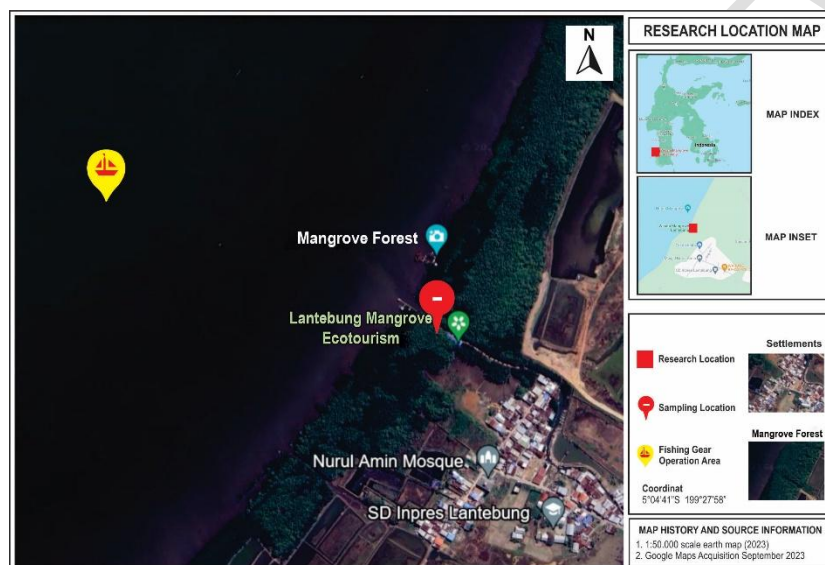 N
Mangrove Forest
Lantebung Mangrove
Ecotourism
Nurul Amin Mosque
SD Inpres Lantebung
RESEARCH LOCATION MAP
Indonesia
MAP INDEX
MAP INSET
Research Location
Sampling Location
Fishing Gear
Operation Area
Coordinat
5°04'41"S 199°27'58"
Settlements
Mangrove Forest
MAP HISTORY AND SOURCE INFORMATION
1. 1:50.000 scale earth map (2023)
2. Google Maps Acquisition September 2023